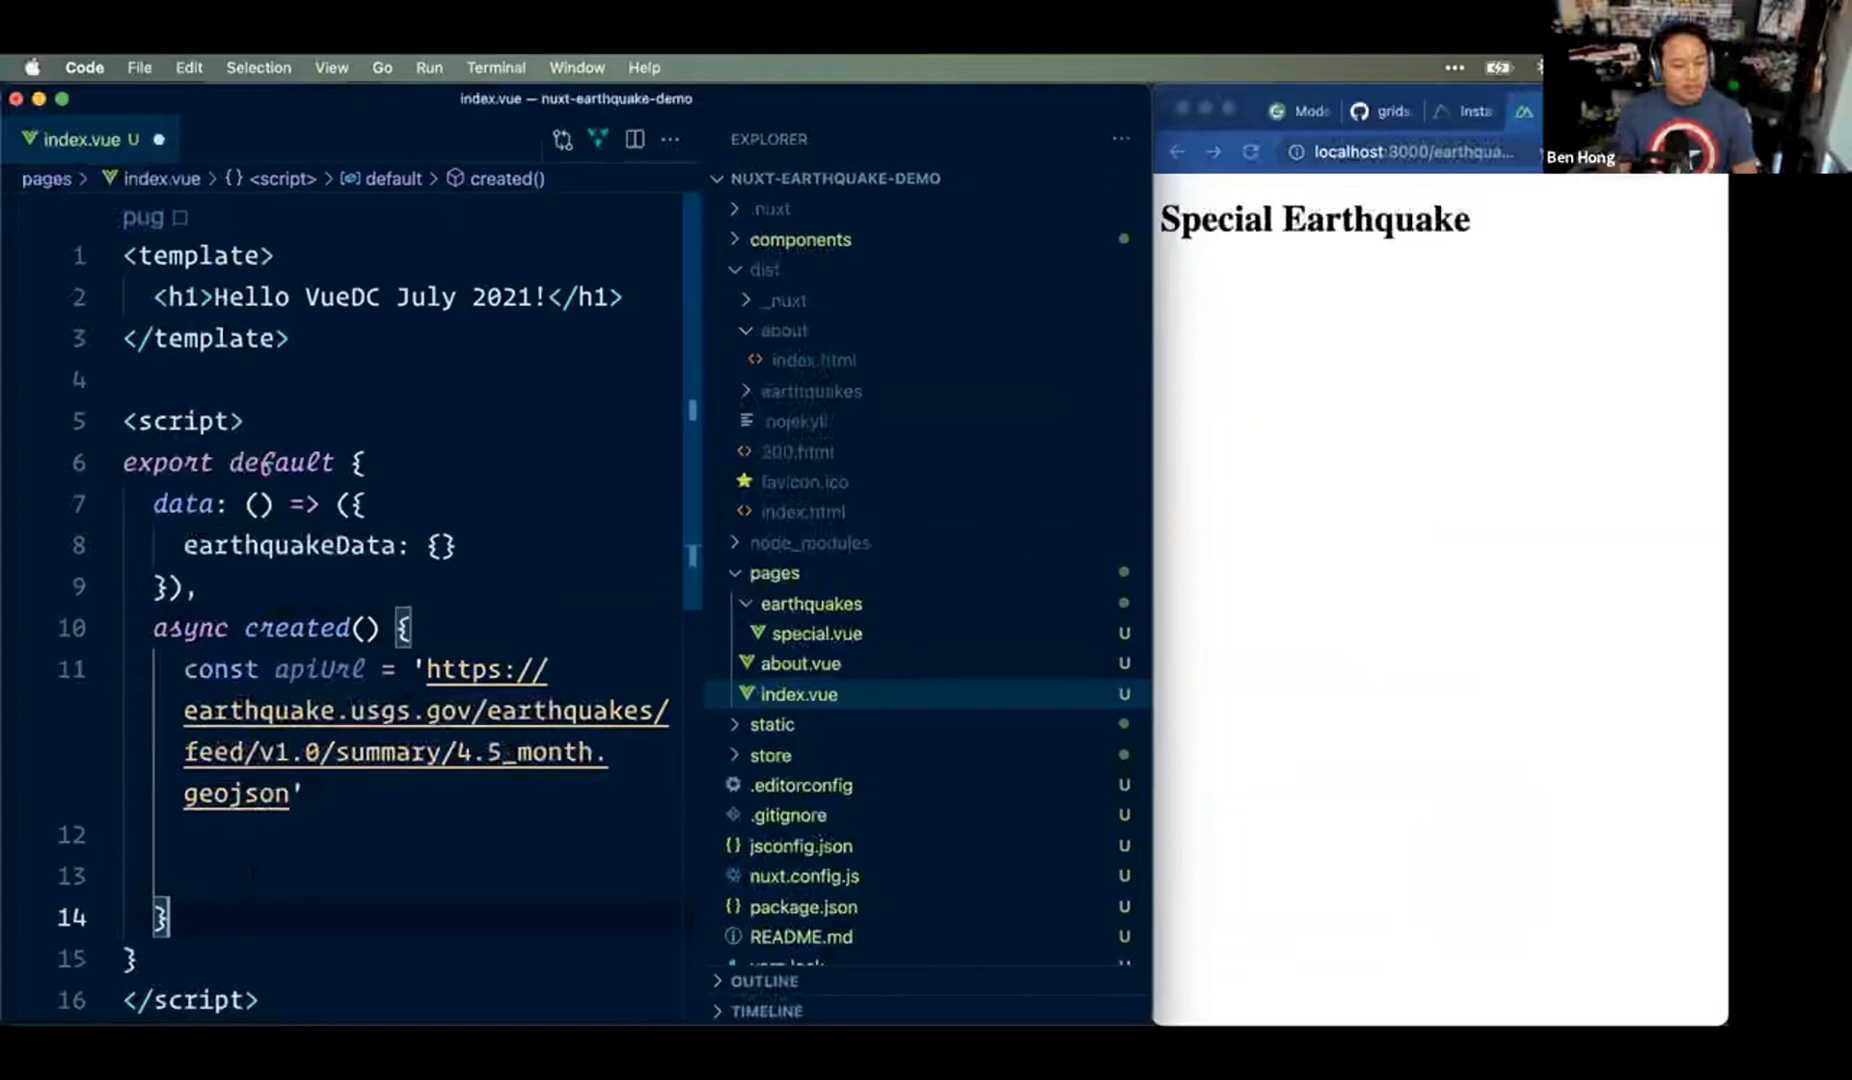 Code File Edit Selection View Go Run Terminal Window Help
index.vue — nuxt-earthquake-demo
index.vue U
pages > index.vue > {} <script> > default > created()
pug
1 <template>
2 <h1>Hello VueDC July 2021!</h1>
3 </template>
4
5 <script>
6 export default {
7 data: () => ({
8 earthquakeData: {}
9 }),
10 async created() {
11 const apiUrl = 'https://
earthquake.usgs.gov/earthquakes/
feed/v1.0/summary/4.5_month.
geojson'
12
13
14 }
15 }
16 </script>
EXPLORER
NUXT-EARTHQUAKE-DEMO
.nuxt
components
dist
_nuxt
about
index.html
earthquakes
.nojekyll
200.html
favicon.ico
index.html
node_modules
pages
earthquakes
special.vue U
about.vue U
index.vue U
static
store
.editorconfig U
.gitignore U
jsconfig.json U
nuxt.config.js U
package.json U
README.md U
OUTLINE
TIMELINE
Mod grids Insta
localhost:3000/earthqua...
Special Earthquake
Ben Hong